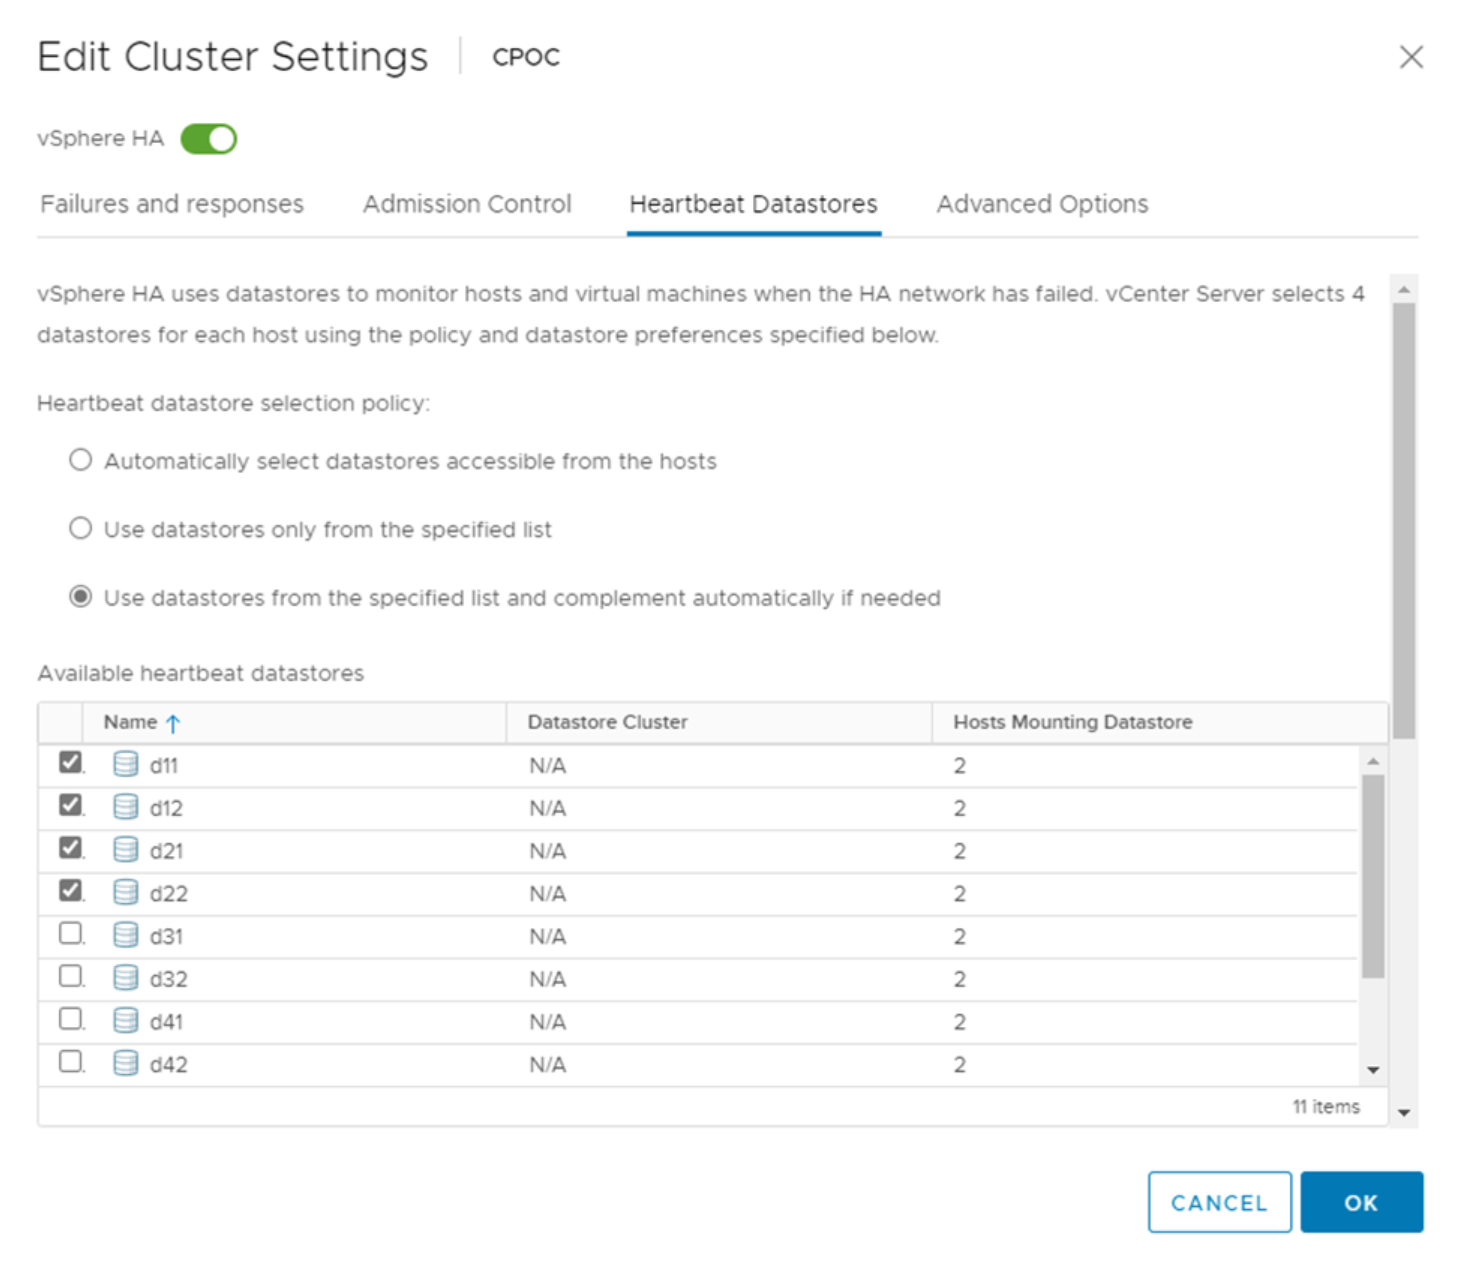 Edit Cluster Settings CPOC
vSphere HA
Failures and responses Admission Control Heartbeat Datastores Advanced Options
vSphere HA uses datastores to monitor hosts and virtual machines when the HA network has failed. vCenter Server selects 4
datastores for each host using the policy and datastore preferences specified below.
Heartbeat datastore selection policy:
Automatically select datastores accessible from the hosts
Use datastores only from the specified list
Use datastores from the specified list and complement automatically if needed
Available heartbeat datastores
Name ↑ Datastore Cluster Hosts Mounting Datastore
d11 N/A 2
d12 N/A 2
d21 N/A 2
d22 N/A 2
d31 N/A 2
d32 N/A 2
d41 N/A 2
d42 N/A 2
11 items
CANCEL OK